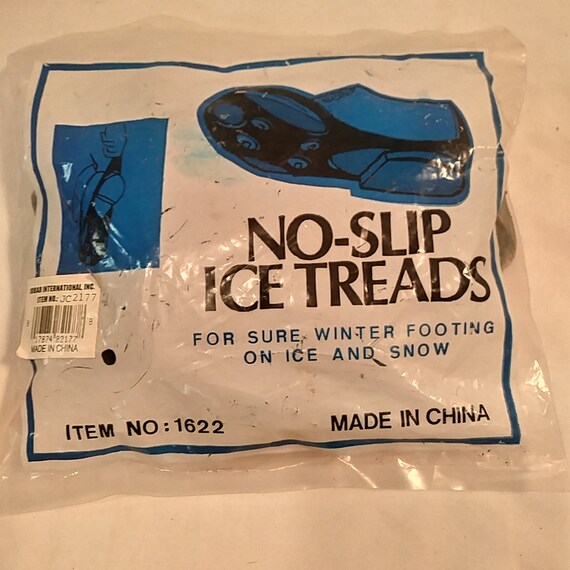 NO-SLIP
ICE TREADS
FOR SURE WINTER FOOTING
ON ICE AND SNOW
INTERNATIONAL INC.
ITEM NO.: JC2177
MADE IN CHINA
ITEM NO: 1622
MADE IN CHINA